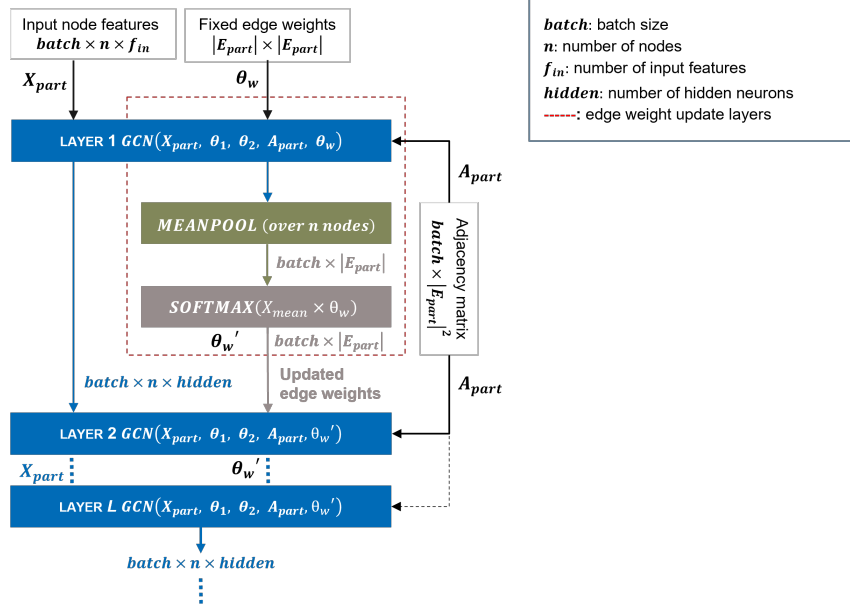 Input node features
batch × n × f_in
Fixed edge weights
|E_part| × |E_part|
batch: batch size
n: number of nodes
f_in: number of input features
hidden: number of hidden neurons
------: edge weight update layers
X_part
θ_w
LAYER 1 GCN(X_part, θ_1, θ_2, A_part, θ_w)
A_part
MEANPOOL (over n nodes)
batch × |E_part|
Adjacency matrix
batch × |E_part|²
SOFTMAX(X_mean × θ_w)
θ_w′
batch × |E_part|
batch × n × hidden
Updated
edge weights
A_part
LAYER 2 GCN(X_part, θ_1, θ_2, A_part, θ_w′)
X_part
θ_w′
LAYER L GCN(X_part, θ_1, θ_2, A_part, θ_w′)
batch × n × hidden